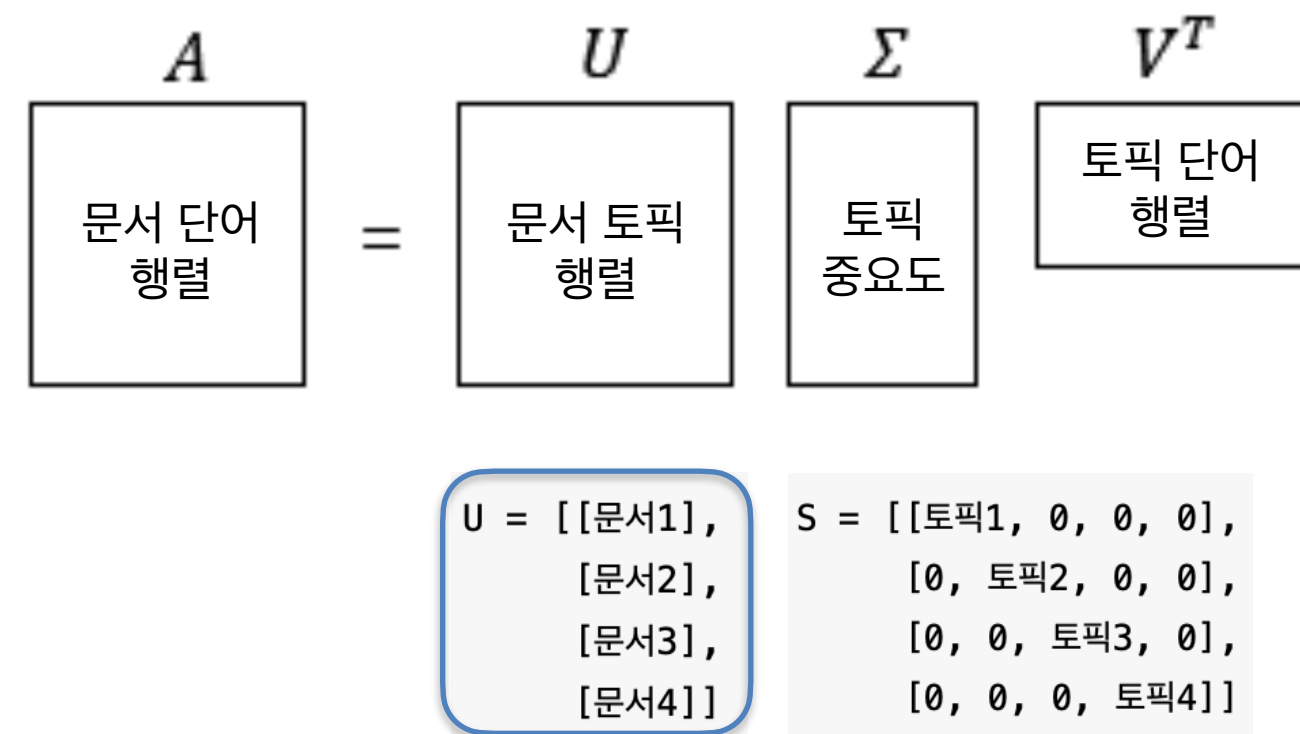 A U Σ V^T
문서 단어
행렬
=
문서 토픽
행렬
토픽
중요도
토픽 단어
행렬
U = [[문서1],
[문서2],
[문서3],
[문서4]]
S = [[토픽1, 0, 0, 0],
[0, 토픽2, 0, 0],
[0, 0, 토픽3, 0],
[0, 0, 0, 토픽4]]